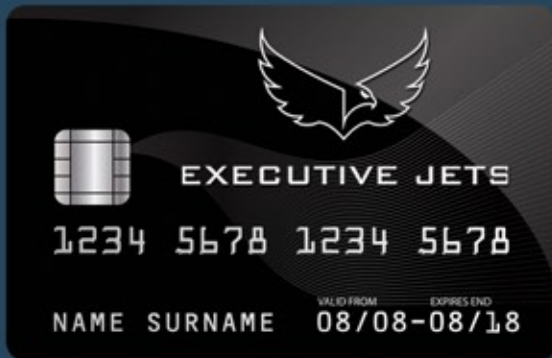 EXECUTIVE JETS
1234 5678 1234 5678
VALID FROM EXPIRES END
NAME SURNAME 08/08-08/18